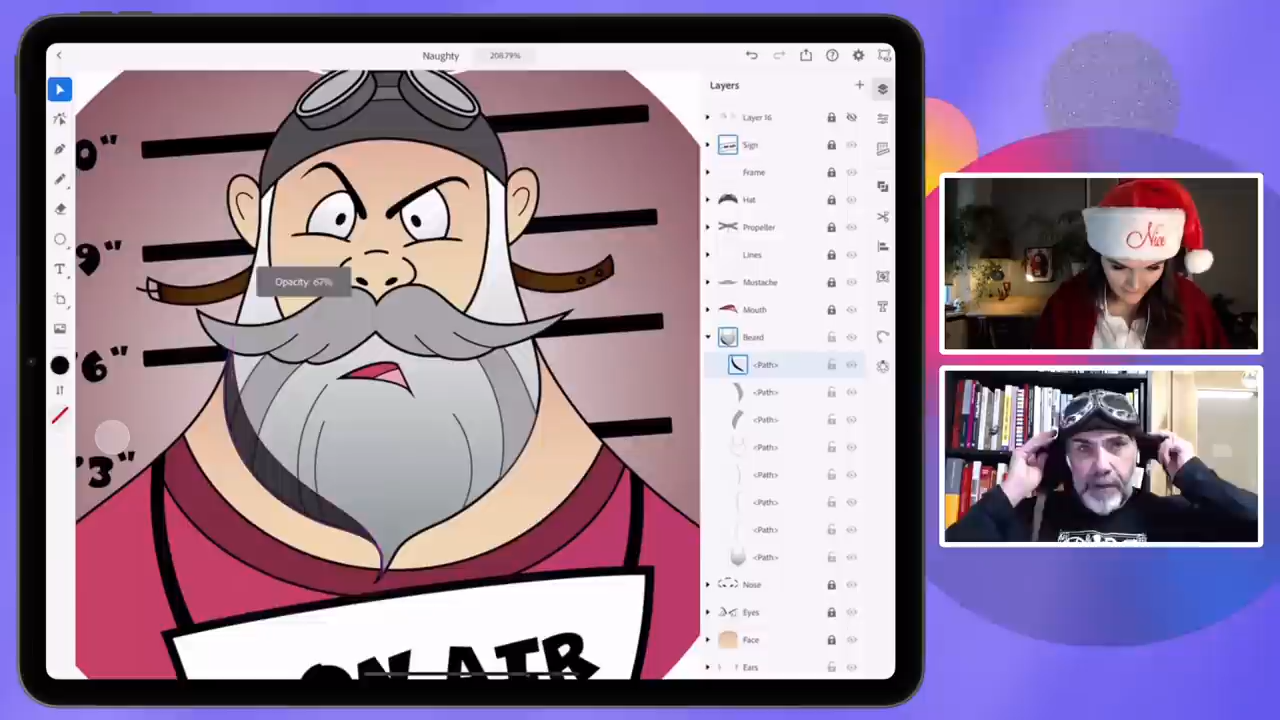 Naughty
208.79%
Layers
Layer 16
Sign
Frame
Hat
Propeller
Lines
Mustache
Mouth
Beard
<Path>
<Path>
<Path>
<Path>
<Path>
<Path>
<Path>
<Path>
Nose
Eyes
Face
Ears
Opacity 67%
0"
9"
6"
'3"
ON AIR
Nice